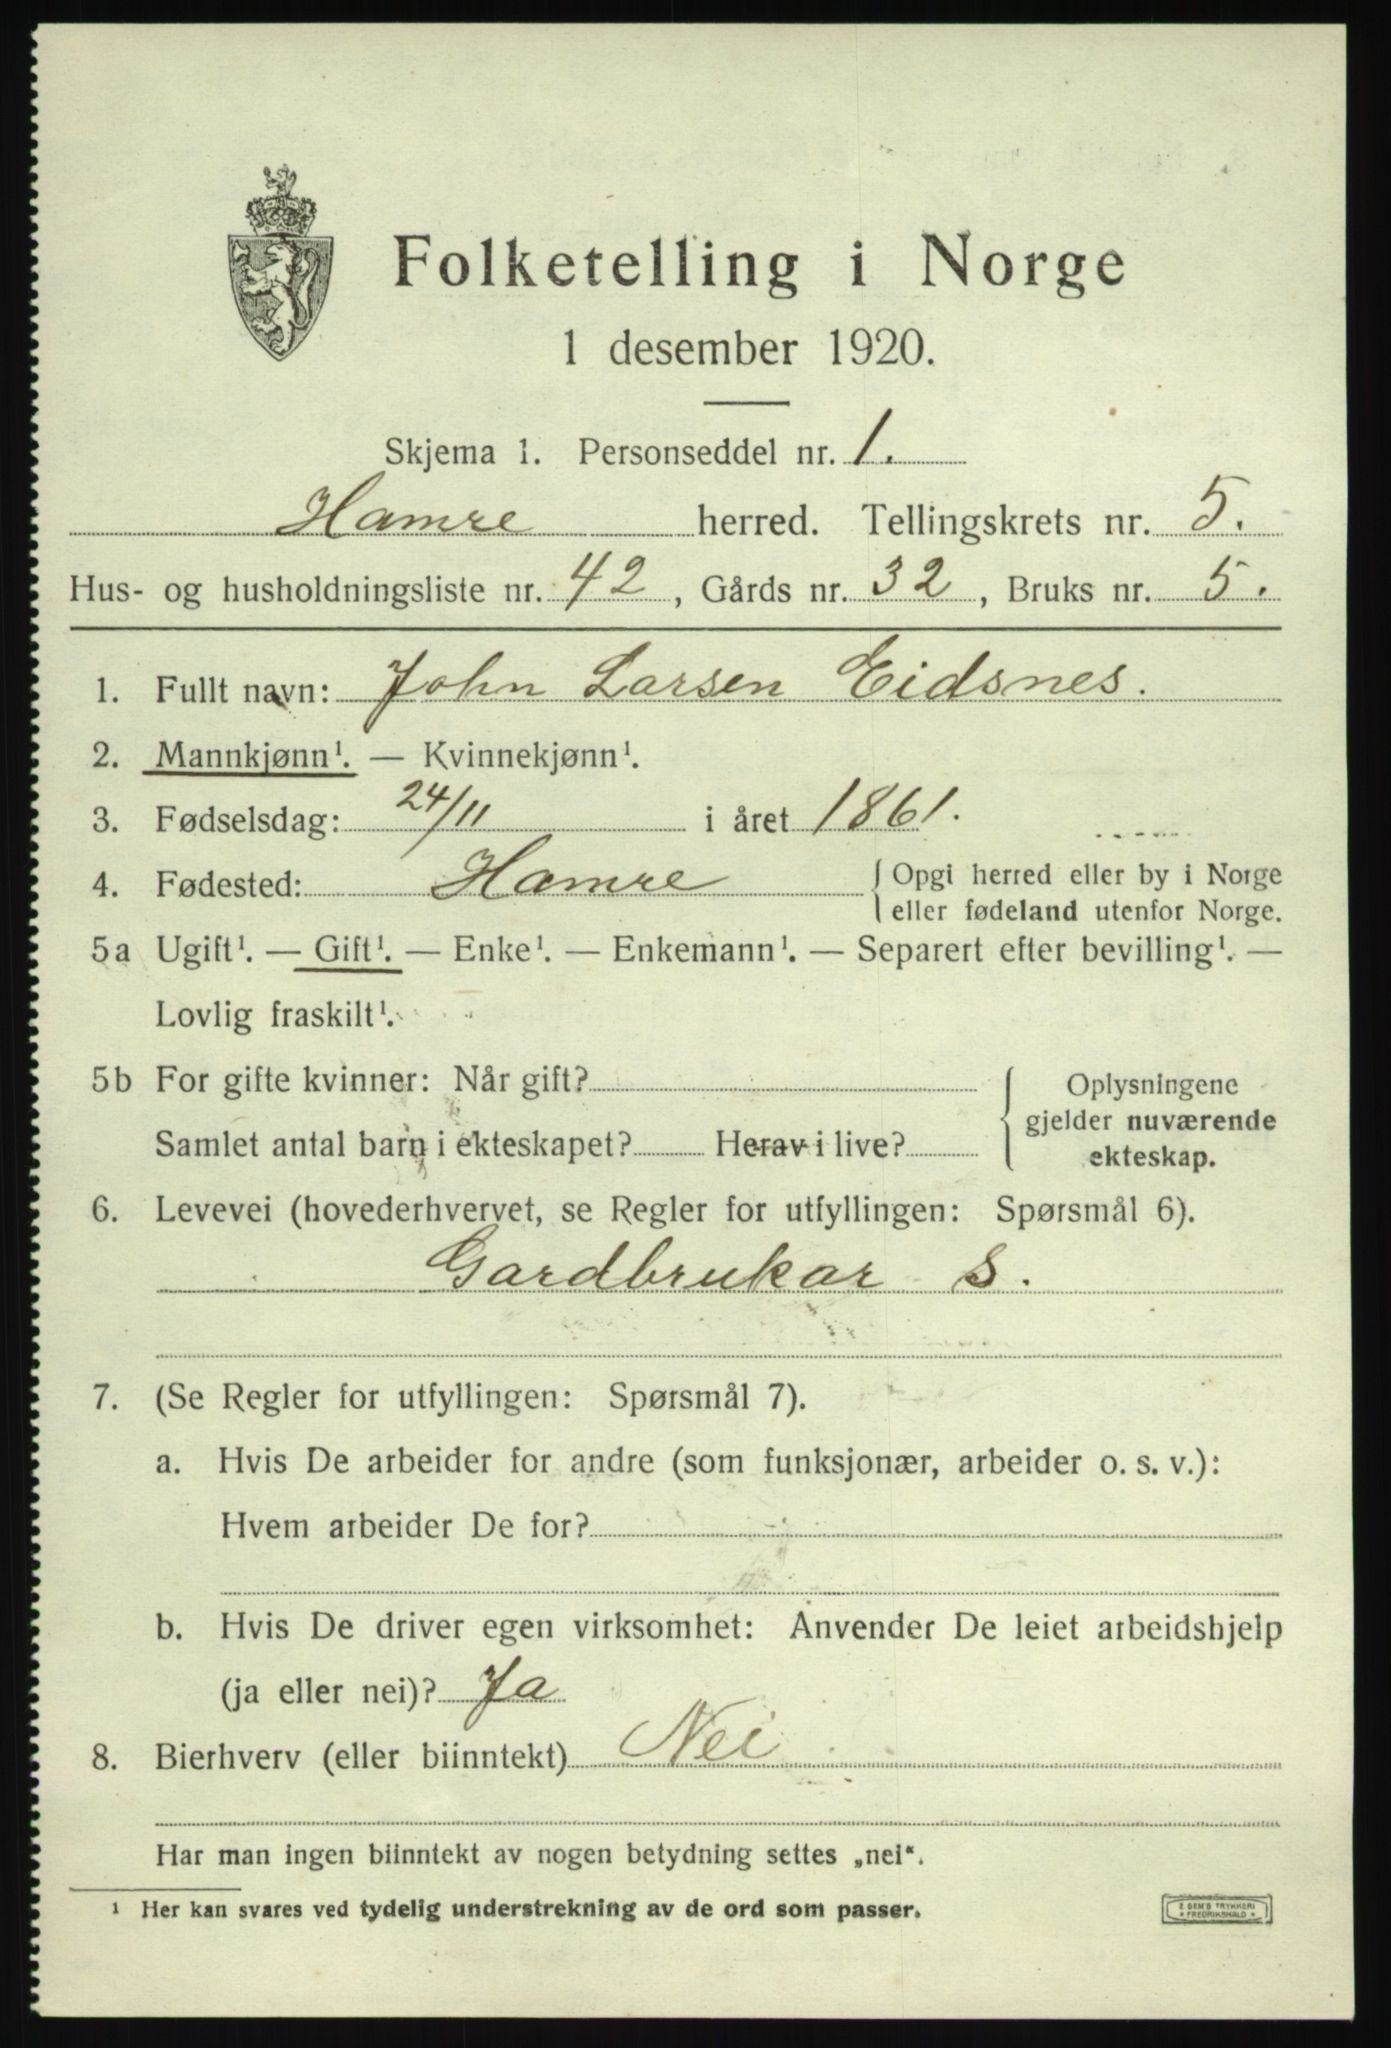 Folketelling i Norge
1 desember 1920.
Skjema 1. Personseddel nr. 1.
Hamre herred. Tellingskrets nr. 5.
Hus- og husholdningsliste nr. 42, Gårds nr. 32, Bruks nr. 5.
1. Fullt navn: John Larsen Eidsnes.
2. Mannkjønn¹. — Kvinnekjønn¹.
3. Fødselsdag: 24/11 i året 1861.
4. Fødested: Hamre { Opgi herred eller by i Norge
eller fødeland utenfor Norge.
5a Ugift¹. — Gift¹. — Enke¹. — Enkemann¹. — Separert efter bevilling¹. —
Lovlig fraskilt¹.
5b For gifte kvinner: Når gift? { Oplysningene
gjelder nuværende
Samlet antal barn i ekteskapet? Herav i live? ekteskap.
6. Levevei (hovederhvervet, se Regler for utfyllingen: Spørsmål 6).
Gardbrukar S.
7. (Se Regler for utfyllingen: Spørsmål 7).
a. Hvis De arbeider for andre (som funksjonær, arbeider o. s. v.):
Hvem arbeider De for?
b. Hvis De driver egen virksomhet: Anvender De leiet arbeidshjelp
(ja eller nei)? Ja
8. Bierhverv (eller biinntekt) Nei
Har man ingen biinntekt av nogen betydning settes „nei“.
¹ Her kan svares ved tydelig understrekning av de ord som passer.
E. SEM'S TRYKKERI
* FREDRIKSHALD *